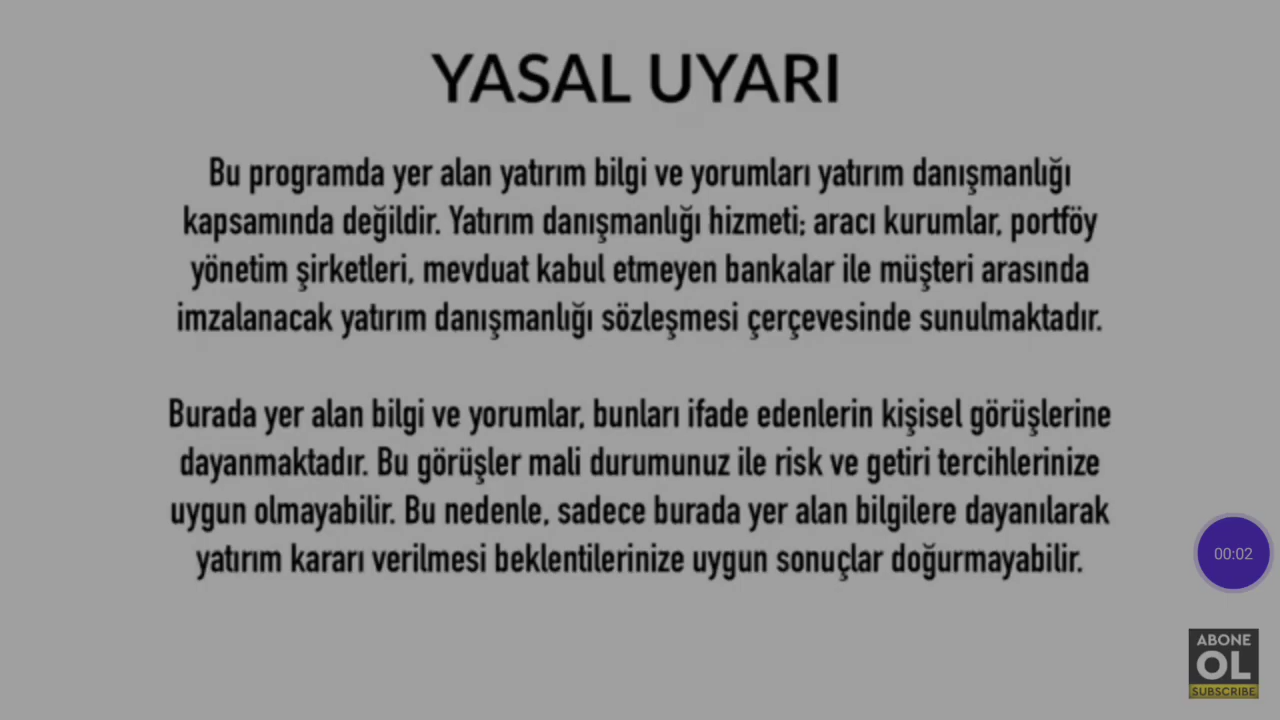 YASAL UYARI
Bu programda yer alan yatırım bilgi ve yorumları yatırım danışmanlığı
kapsamında değildir. Yatırım danışmanlığı hizmeti; aracı kurumlar, portföy
yönetim şirketleri, mevduat kabul etmeyen bankalar ile müşteri arasında
imzalanacak yatırım danışmanlığı sözleşmesi çerçevesinde sunulmaktadır.
Burada yer alan bilgi ve yorumlar, bunları ifade edenlerin kişisel görüşlerine
dayanmaktadır. Bu görüşler mali durumunuz ile risk ve getiri tercihlerinize
uygun olmayabilir. Bu nedenle, sadece burada yer alan bilgilere dayanılarak
yatırım kararı verilmesi beklentilerinize uygun sonuçlar doğurmayabilir.
00:02
ABONE
OL
SUBSCRIBE